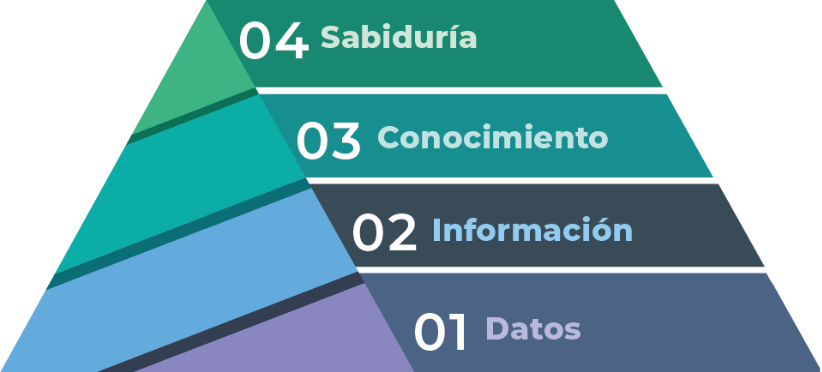 04 Sabiduría
03 Conocimiento
02 Información
01 Datos